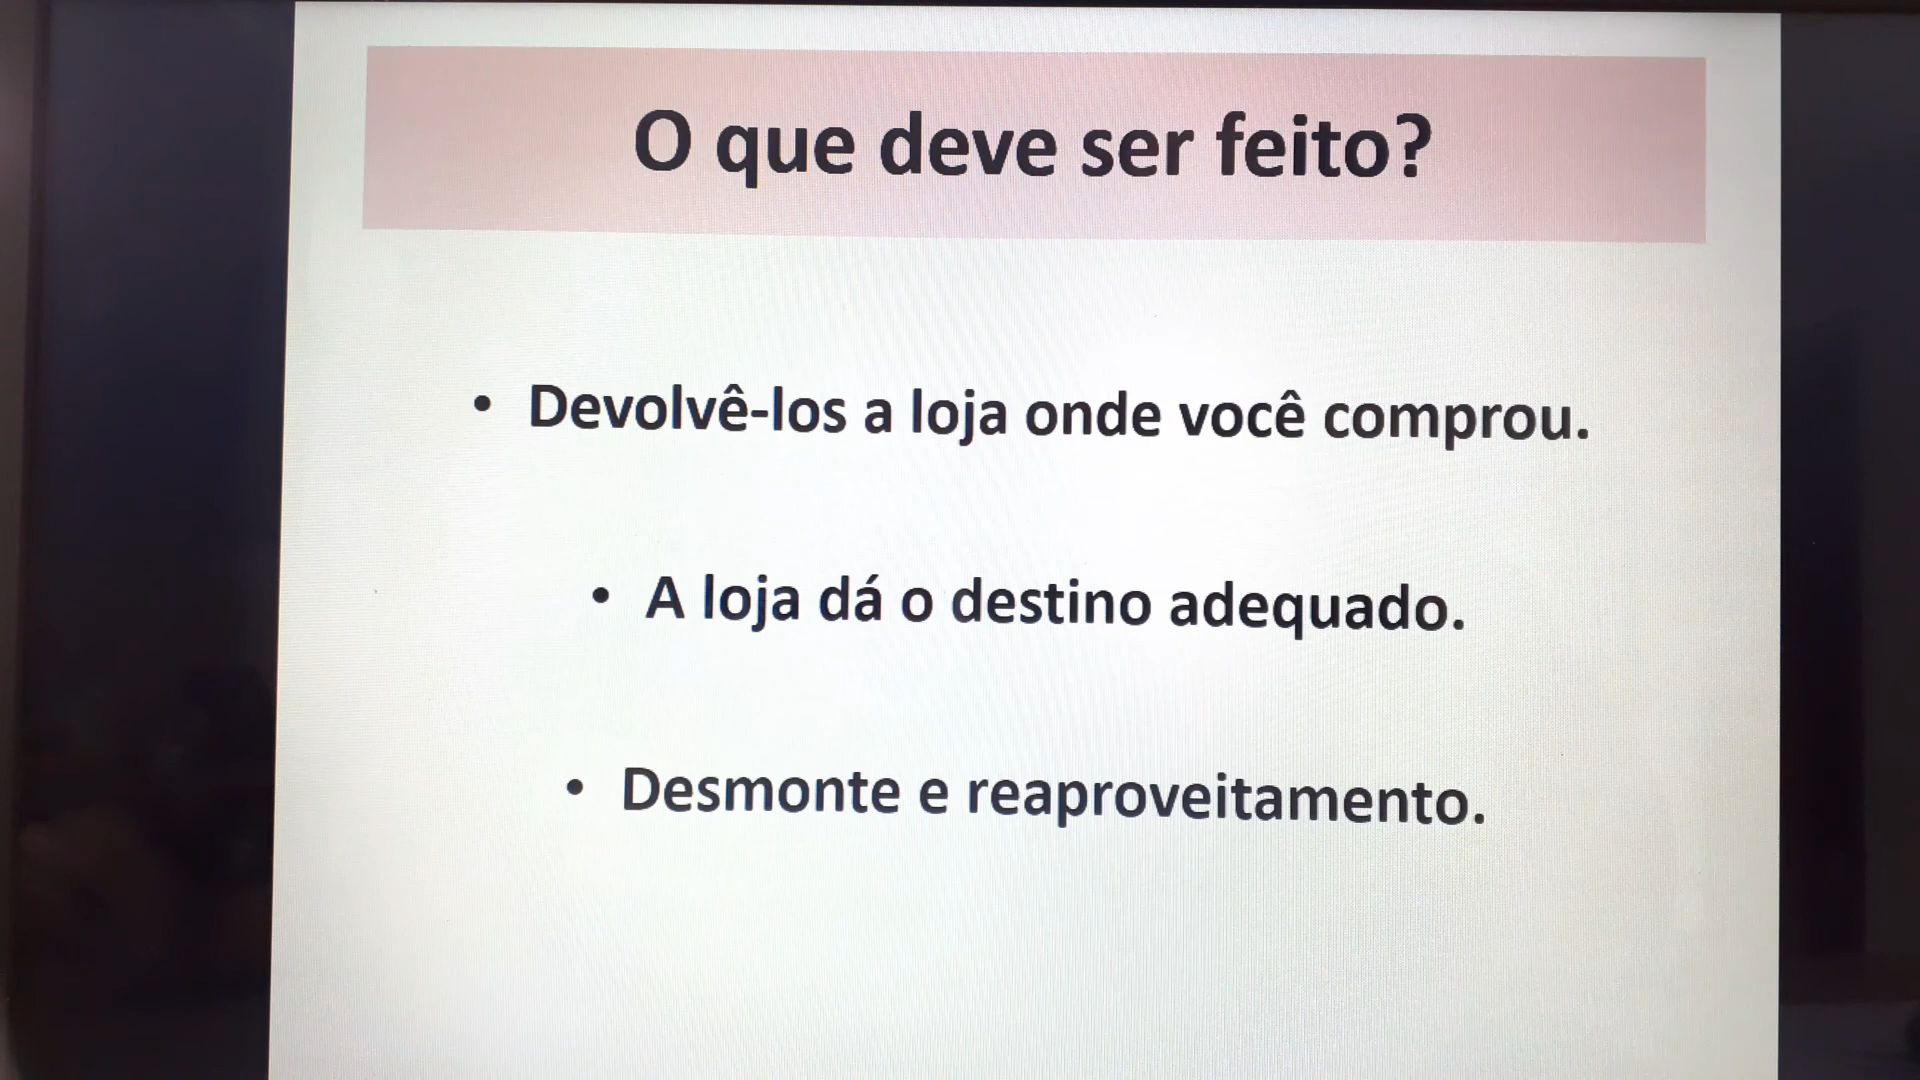 O que deve ser feito?
• Devolvê-los a loja onde você comprou.
• A loja dá o destino adequado.
• Desmonte e reaproveitamento.